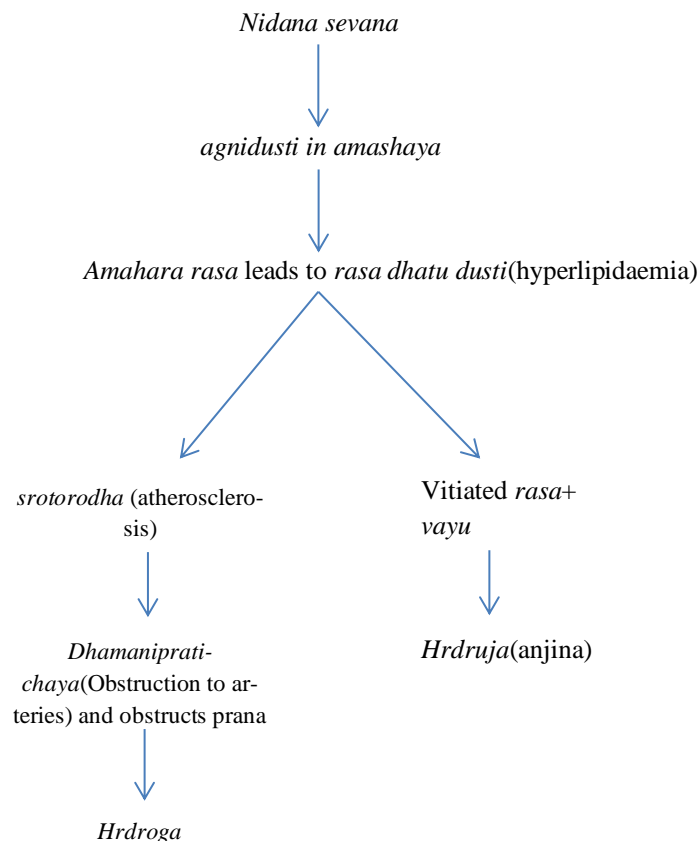 Nidana sevana
agnidusti in amashaya
Amahara rasa leads to rasa dhatu dusti(hyperlipidaemia)
srotorodha (atherosclero-
sis)
Dhamaniprati-
chaya(Obstruction to ar-
teries) and obstructs prana
Hrdroga
Vitiated rasa+
vayu
Hrdruja(anjina)